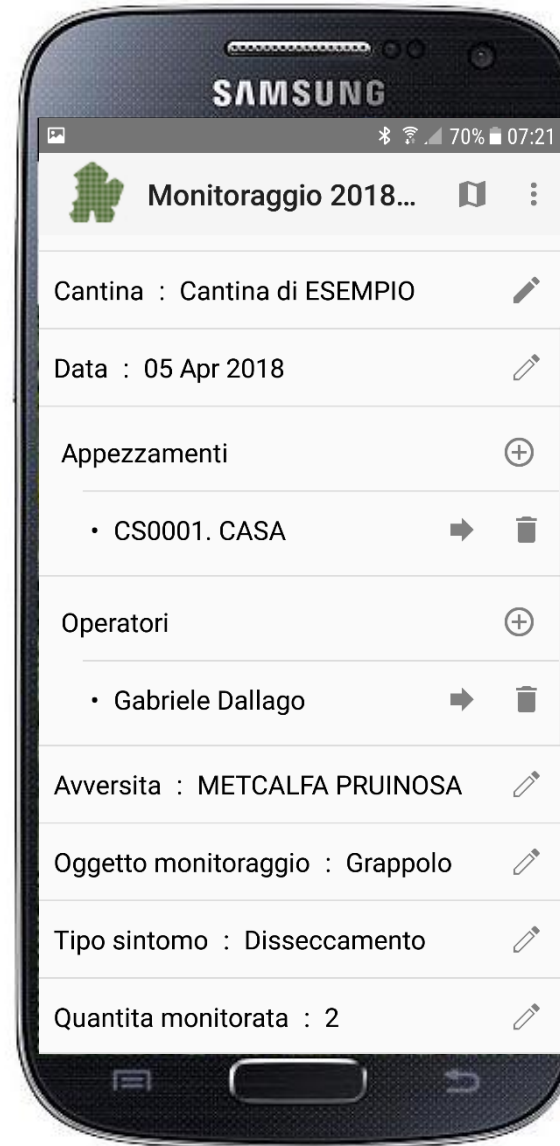 SAMSUNG
70% 07:21
Monitoraggio 2018...
Cantina : Cantina di ESEMPIO
Data : 05 Apr 2018
Appezzamenti
• CS0001. CASA
Operatori
• Gabriele Dallago
Avversita : METCALFA PRUINOSA
Oggetto monitoraggio : Grappolo
Tipo sintomo : Disseccamento
Quantita monitorata : 2